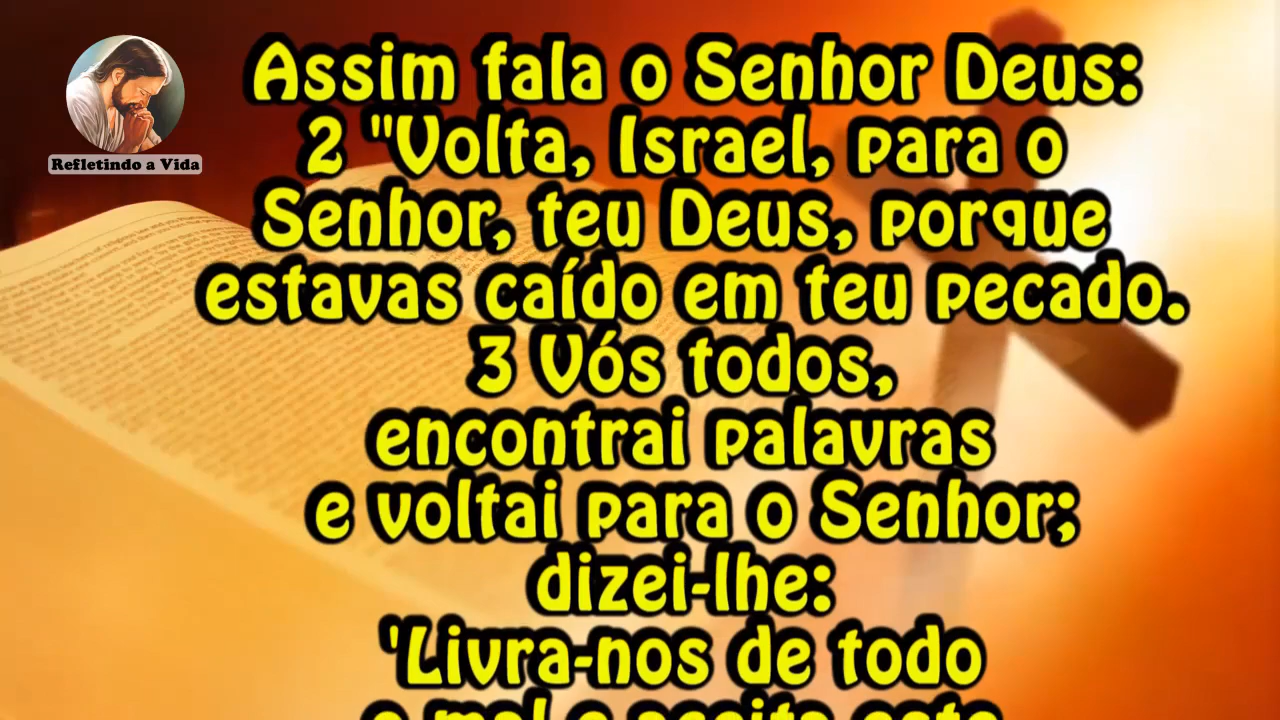 Refletindo a Vida
Assim fala o Senhor Deus:
2 "Volta, Israel, para o
Senhor, teu Deus, porque
estavas caído em teu pecado.
3 Vós todos,
encontrai palavras
e voltai para o Senhor;
dizei-lhe:
'Livra-nos de todo